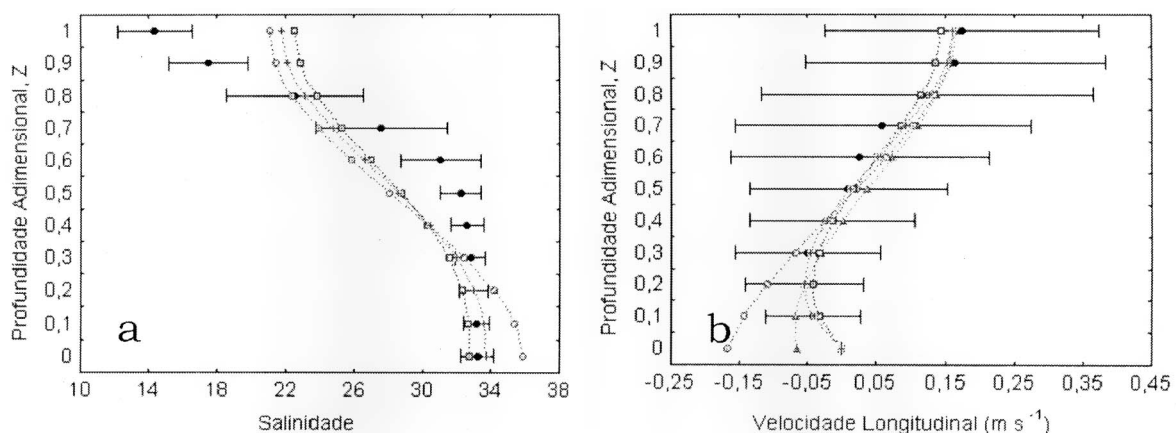 Profundidade Adimensional, Z
1
0,9
0,8
0,7
0,6
0,5
0,4
0,3
0,2
0,1
0
10 14 18 22 26 30 34 38
Salinidade
a
Profundidade Adimensional, Z
1
0,9
0,8
0,7
0,6
0,5
0,4
0,3
0,2
0,1
0
-0,25 -0,15 -0,05 0,05 0,15 0,25 0,35 0,45
Velocidade Longitudinal (m s⁻¹)
b